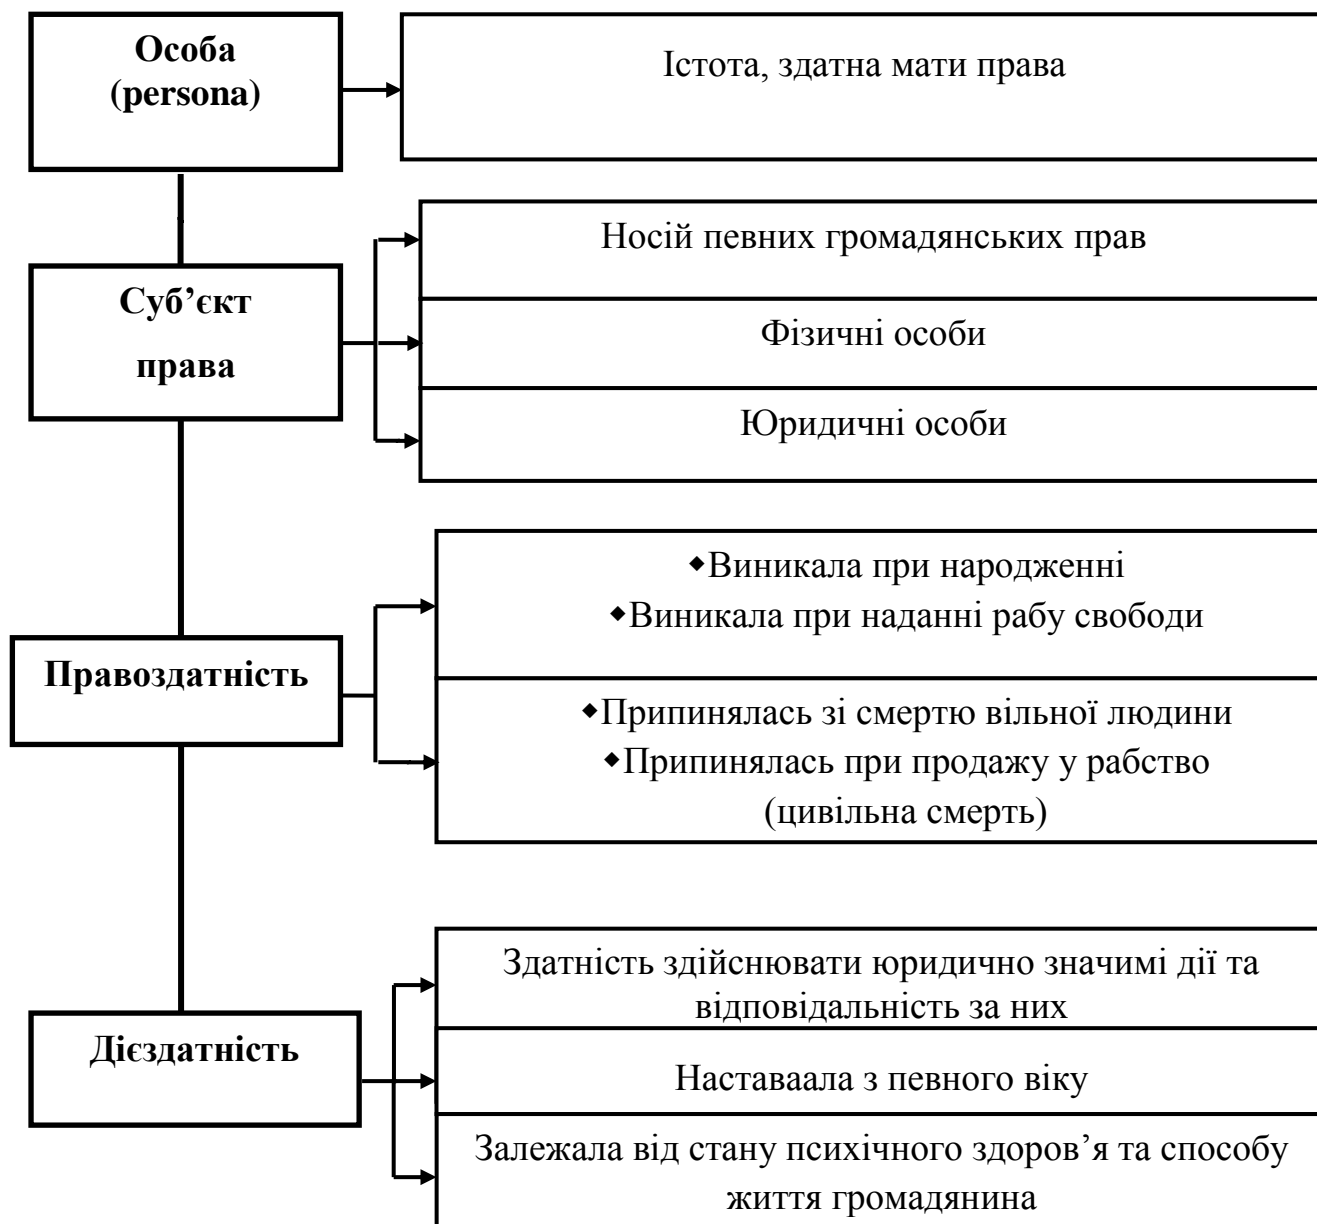 Особа
(persona)
Істота, здатна мати права
Суб’єкт
права
Носій певних громадянських прав
Фізичні особи
Юридичні особи
Правоздатність
◆Виникала при народженні
◆Виникала при наданні рабу свободи
◆Припинялась зі смертю вільної людини
◆Припинялась при продажу у рабство
(цивільна смерть)
Дієздатність
Здатність здійснювати юридично значимі дії та
відповідальність за них
Наставаала з певного віку
Залежала від стану психічного здоров’я та способу
життя громадянина